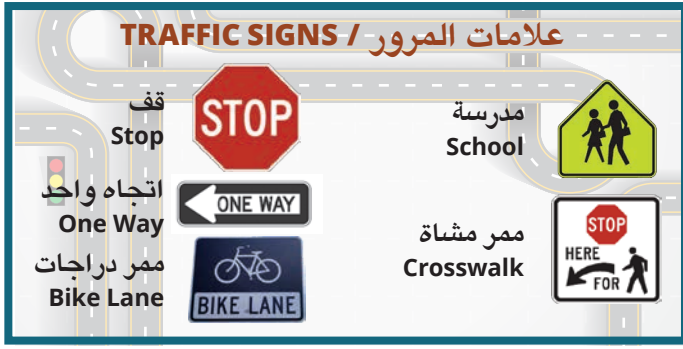 TRAFFIC SIGNS / علامات المرور
قف
Stop
STOP
مدرسة
School
اتجاه واحد
One Way
ONE WAY
ممر مشاة
Crosswalk
STOP
HERE
FOR
ممر دراجات
Bike Lane
BIKE LANE